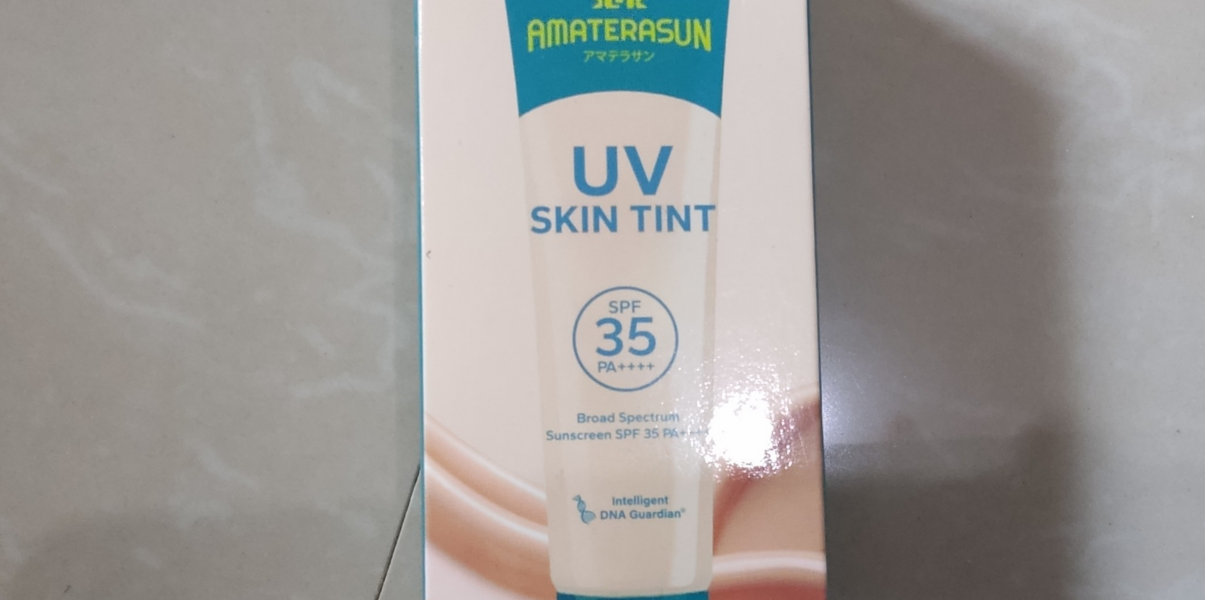 AMATERASUN
アマテラサン
UV
SKIN TINT
SPF
35
PA++++
Broad Spectrum
Sunscreen SPF 35 PA++
Intelligent
DNA Guardian®